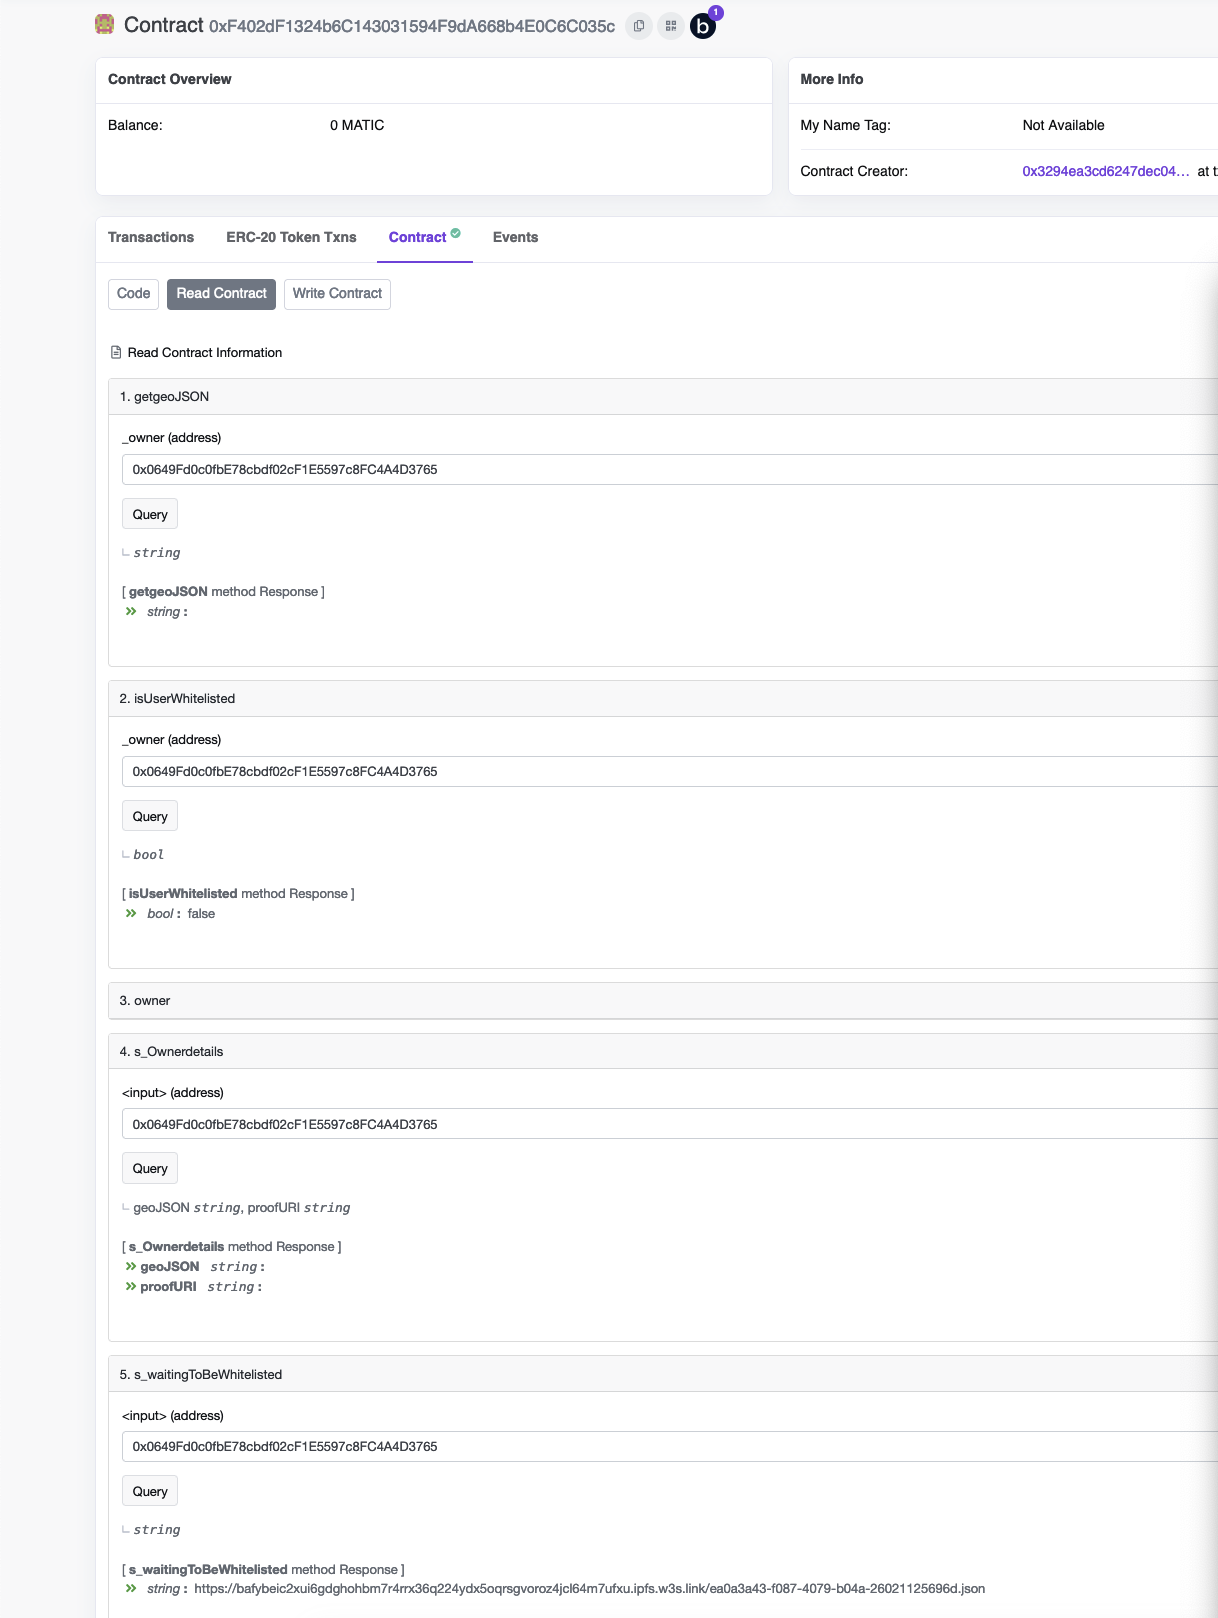 Contract 0xF402dF1324b6C143031594F9dA668b4E0C6C035c b 1
Contract Overview
Balance: 0 MATIC
More Info
My Name Tag: Not Available
Contract Creator: 0x3294ea3cd6247dec04... at
Transactions ERC-20 Token Txns Contract Events
Code Read Contract Write Contract
Read Contract Information
1. getgeoJSON
_owner (address)
0x0649Fd0c0fbE78cbdf02cF1E5597c8FC4A4D3765
Query
string
[ getgeoJSON method Response ]
string :
2. isUserWhitelisted
_owner (address)
0x0649Fd0c0fbE78cbdf02cF1E5597c8FC4A4D3765
Query
bool
[ isUserWhitelisted method Response ]
bool : false
3. owner
4. s_Ownerdetails
<input> (address)
0x0649Fd0c0fbE78cbdf02cF1E5597c8FC4A4D3765
Query
geoJSON string, proofURI string
[ s_Ownerdetails method Response ]
geoJSON string :
proofURI string :
5. s_waitingToBeWhitelisted
<input> (address)
0x0649Fd0c0fbE78cbdf02cF1E5597c8FC4A4D3765
Query
string
[ s_waitingToBeWhitelisted method Response ]
string : https://bafybeic2xui6gdghohbm7r4rrx36q224ydx5oqrsgvoroz4jcl64m7ufxu.ipfs.w3s.link/ea0a3a43-f087-4079-b04a-26021125696d.json